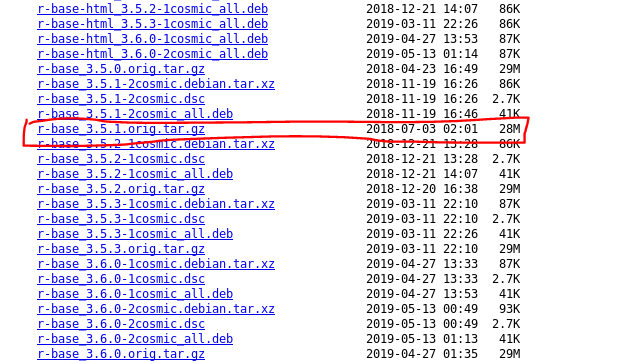 r-base-html_3.5.2-1cosmic_all.deb 2018-12-21 14:07 86K
r-base-html_3.5.3-1cosmic_all.deb 2019-03-11 22:26 86K
r-base-html_3.6.0-1cosmic_all.deb 2019-04-27 13:53 87K
r-base-html_3.6.0-2cosmic_all.deb 2019-05-13 01:14 87K
r-base_3.5.0.orig.tar.gz 2018-04-23 16:49 29M
r-base_3.5.1-2cosmic.debian.tar.xz 2018-11-19 16:26 86K
r-base_3.5.1-2cosmic.dsc 2018-11-19 16:26 2.7K
r-base_3.5.1-2cosmic_all.deb 2018-11-19 16:46 41K
r-base_3.5.1.orig.tar.gz 2018-07-03 02:01 28M
r-base_3.5.2-1cosmic.debian.tar.xz 2018-12-21 13:28 86K
r-base_3.5.2-1cosmic.dsc 2018-12-21 13:28 2.7K
r-base_3.5.2-1cosmic_all.deb 2018-12-21 14:07 41K
r-base_3.5.2.orig.tar.gz 2018-12-20 16:38 29M
r-base_3.5.3-1cosmic.debian.tar.xz 2019-03-11 22:10 87K
r-base_3.5.3-1cosmic.dsc 2019-03-11 22:10 2.7K
r-base_3.5.3-1cosmic_all.deb 2019-03-11 22:26 41K
r-base_3.5.3.orig.tar.gz 2019-03-11 22:10 29M
r-base_3.6.0-1cosmic.debian.tar.xz 2019-04-27 13:33 87K
r-base_3.6.0-1cosmic.dsc 2019-04-27 13:33 2.7K
r-base_3.6.0-1cosmic_all.deb 2019-04-27 13:53 41K
r-base_3.6.0-2cosmic.debian.tar.xz 2019-05-13 00:49 93K
r-base_3.6.0-2cosmic.dsc 2019-05-13 00:49 2.7K
r-base_3.6.0-2cosmic_all.deb 2019-05-13 01:13 41K
r-base_3.6.0.orig.tar.gz 2019-04-27 01:35 29M